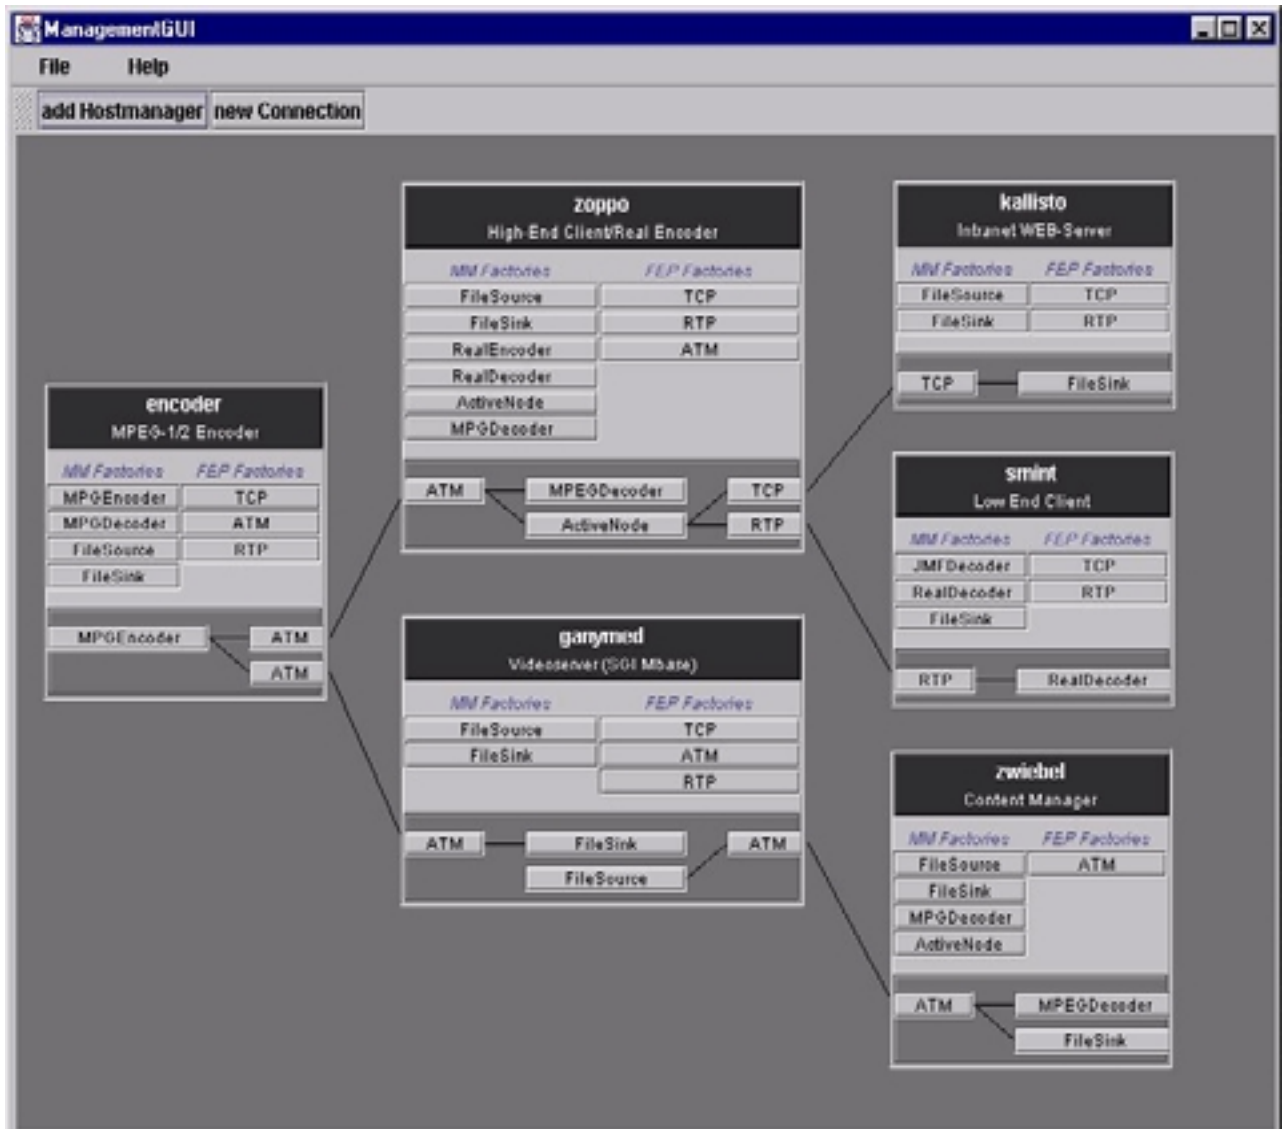 ManagementGUI
File Help
add Hostmanager new Connection
encoder
MPEG-1/2 Encoder
MM Factories FEP Factories
MPGEncoder TCP
MPGDecoder ATM
FileSource RTP
FileSink
MPGEncoder ATM
ATM
zoppo
High-End Client/Real Encoder
MM Factories FEP Factories
FileSource TCP
FileSink RTP
RealEncoder ATM
RealDecoder
ActiveNode
MPGDecoder
ATM MPEGDecoder TCP
ActiveNode RTP
ganymed
Videoserver (SGI Mbase)
MM Factories FEP Factories
FileSource TCP
FileSink ATM
RTP
ATM FileSink ATM
FileSource
kallisto
Intranet WEB-Server
MM Factories FEP Factories
FileSource TCP
FileSink RTP
TCP FileSink
smint
Low End Client
MM Factories FEP Factories
JMFDecoder TCP
RealDecoder RTP
FileSink
RTP RealDecoder
zwiebel
Content Manager
MM Factories FEP Factories
FileSource ATM
FileSink
MPGDecoder
ActiveNode
ATM MPEGDecoder
FileSink